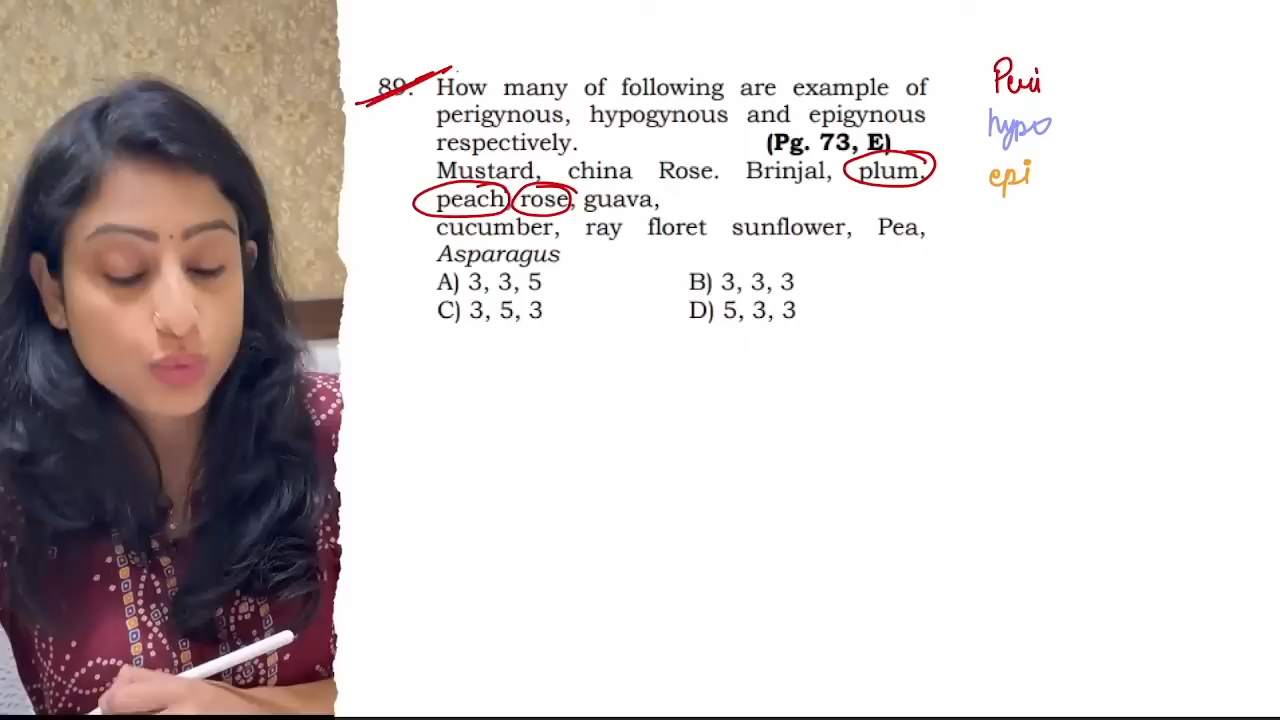 89. How many of following are example of
perigynous, hypogynous and epigynous
respectively. (Pg. 73, E)
Mustard, china Rose. Brinjal, plum,
peach, rose, guava,
cucumber, ray floret sunflower, Pea,
Asparagus
A) 3, 3, 5 B) 3, 3, 3
C) 3, 5, 3 D) 5, 3, 3
Peri
hypo
epi